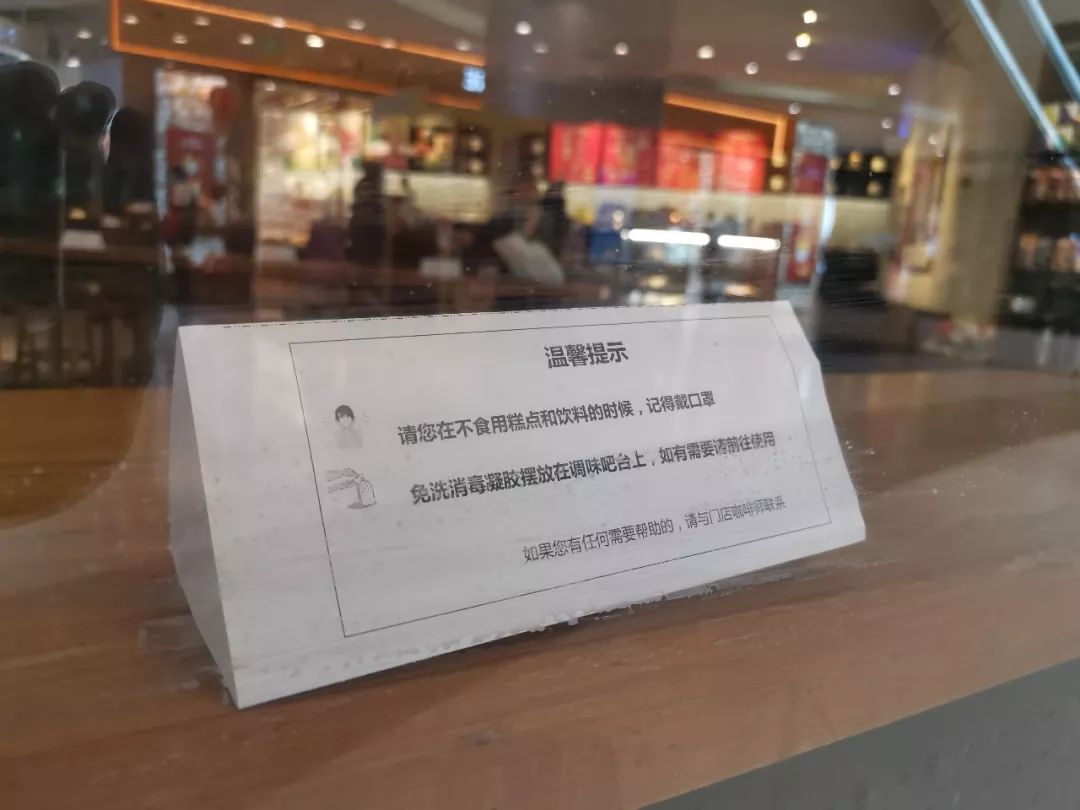 温馨提示
请您在不食用糕点和饮料的时候，记得戴口罩
免洗消毒凝胶摆放在调味吧台上，如有需要请前往使用
如果您有任何需要帮助的，请与门店咖啡师联系